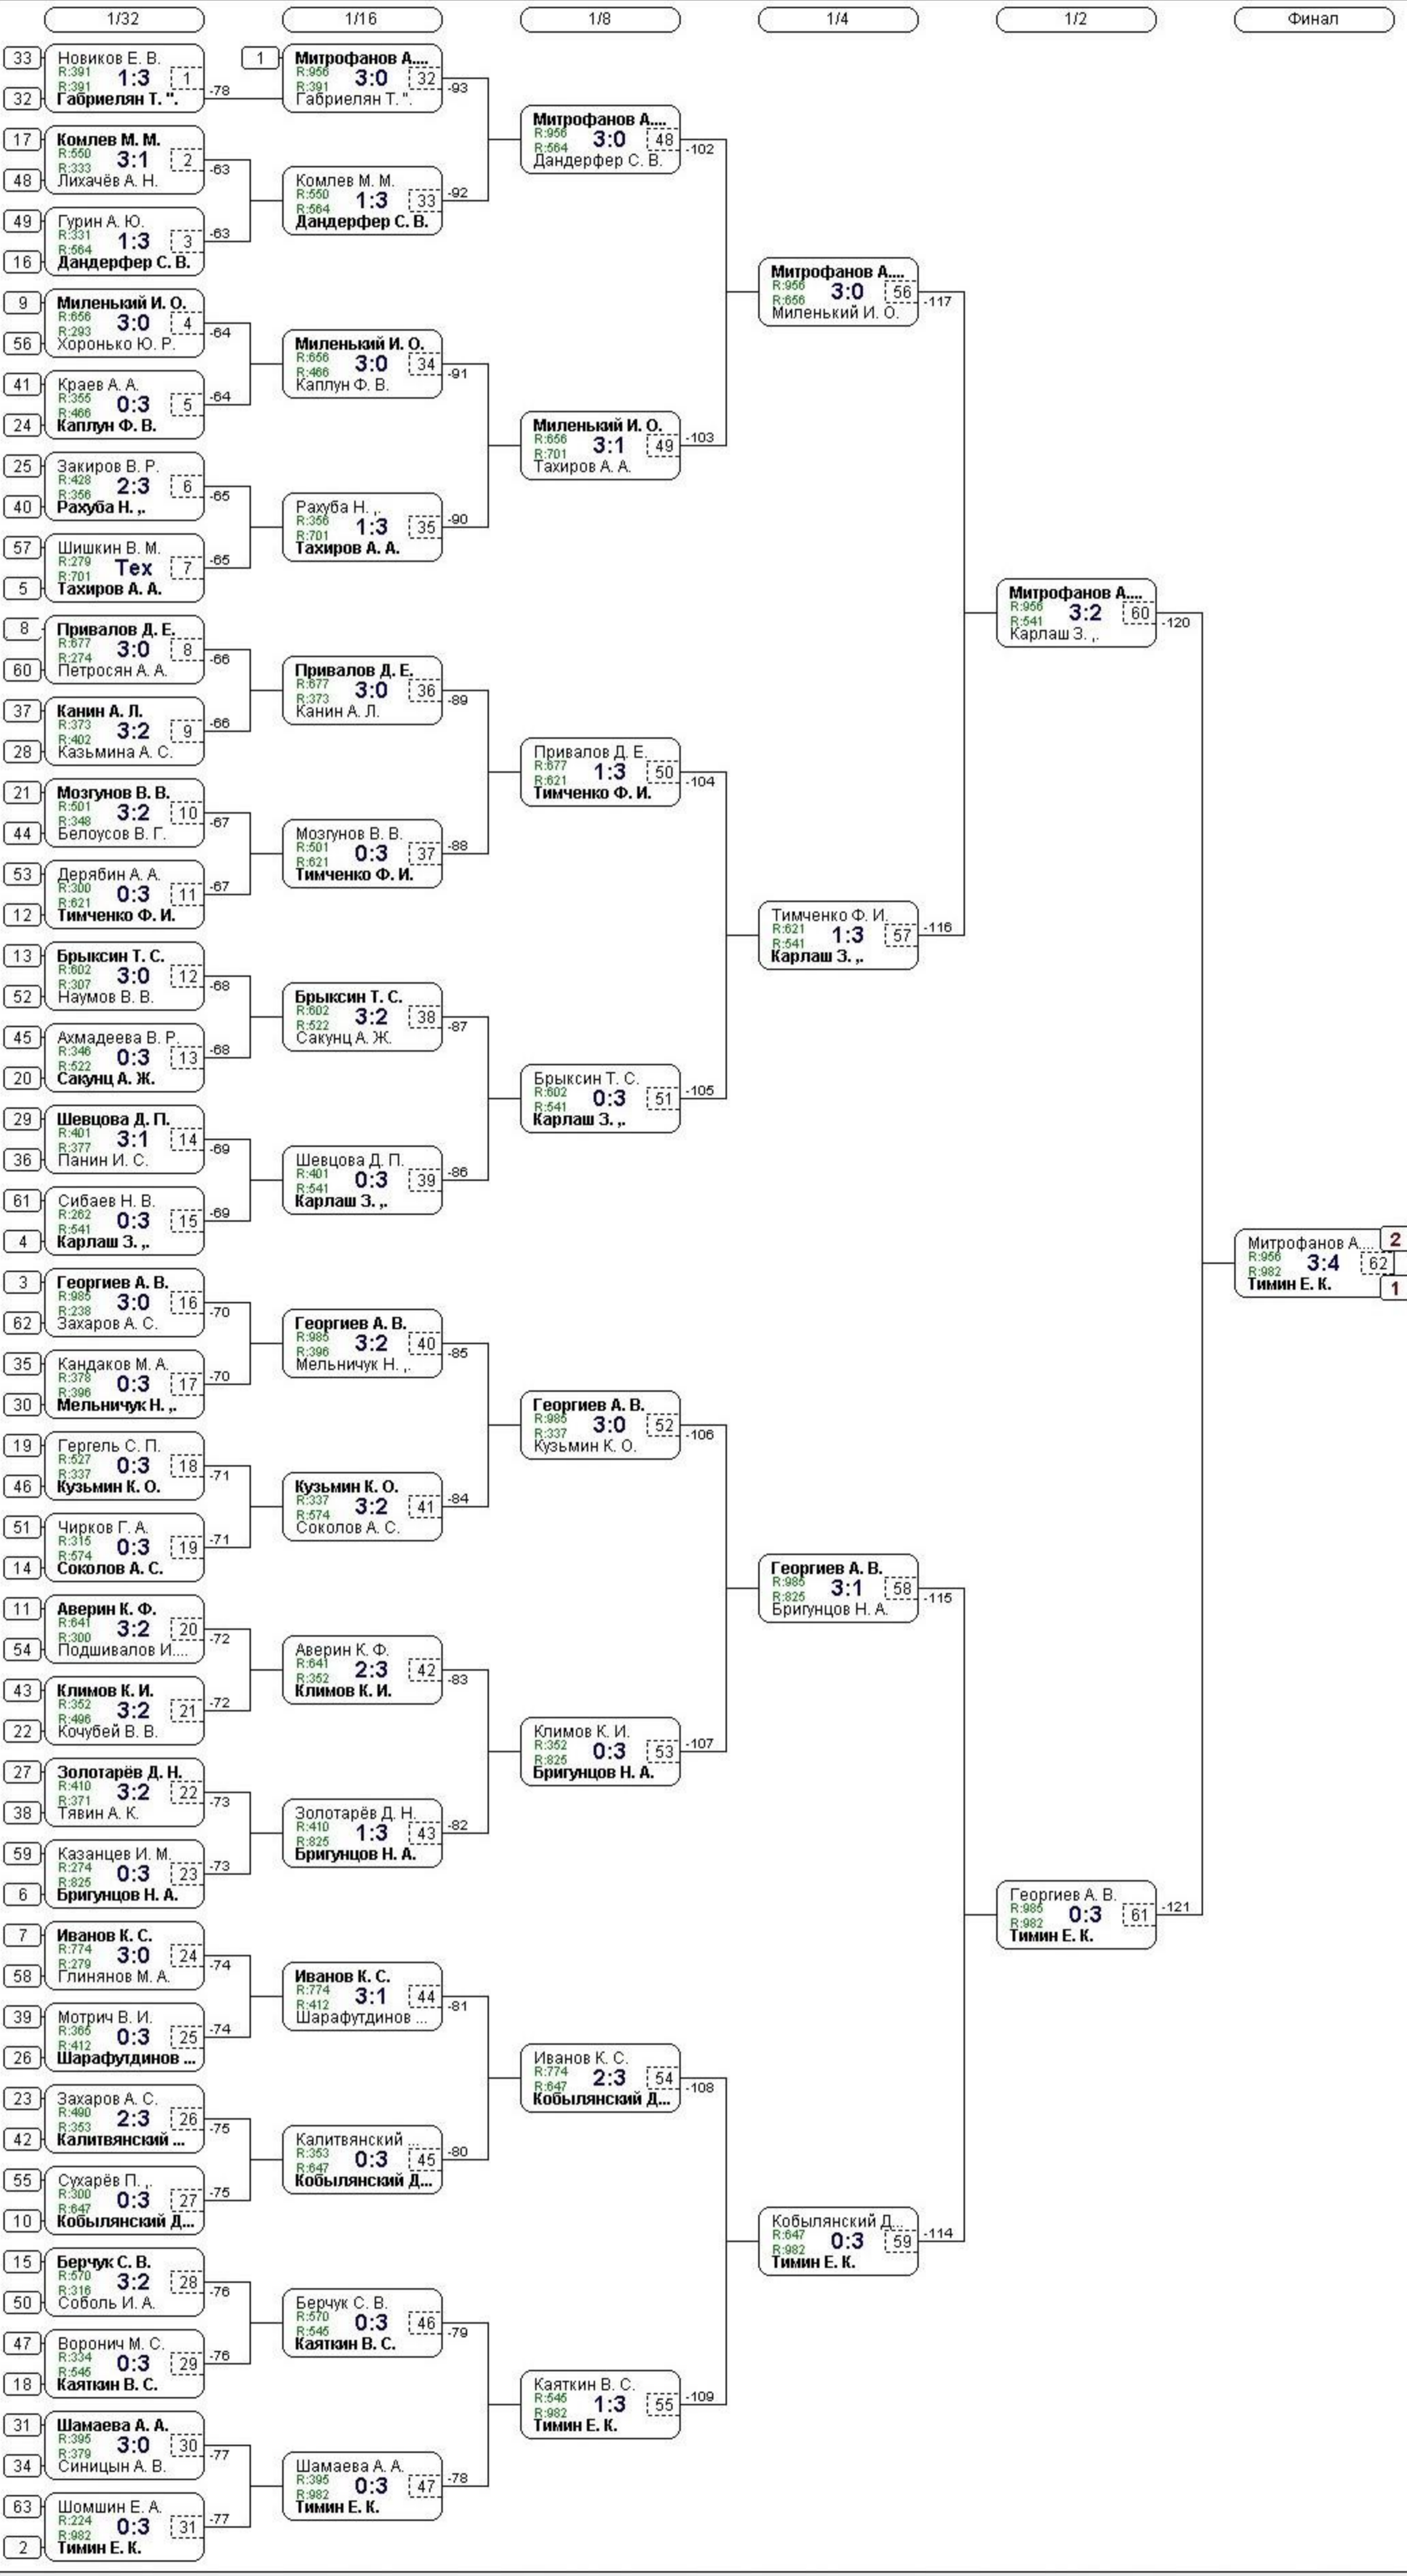 1/32 1/16 1/8 1/4 1/2 Финал
33 Новиков Е. В.
R:391 1:3 1
R:391 -78
32 Габриелян Т. ".
17 Комлев М. М.
R:550 3:1 2
R:333 -63
48 Лихачёв А. Н.
49 Гурин А. Ю.
R:331 1:3 3
R:564 -63
16 Дандерфер С. В.
9 Миленький И. О.
R:656 3:0 4
R:293 -64
56 Хоронько Ю. Р.
41 Краев А. А.
R:355 0:3 5
R:466 -64
24 Каплун Ф. В.
25 Закиров В. Р.
R:428 2:3 6
R:356 -65
40 Рахуба Н. ,.
57 Шишкин В. М.
R:279 Тех 7
R:701 -65
5 Тахиров А. А.
8 Привалов Д. Е.
R:677 3:0 8
R:274 -66
60 Петросян А. А.
37 Канин А. Л.
R:373 3:2 9
R:402 -66
28 Казьмина А. С.
21 Мозгунов В. В.
R:501 3:2 10
R:348 -67
44 Белоусов В. Г.
53 Дерябин А. А.
R:300 0:3 11
R:621 -67
12 Тимченко Ф. И.
13 Брыксин Т. С.
R:602 3:0 12
R:307 -68
52 Наумов В. В.
45 Ахмадеева В. Р.
R:346 0:3 13
R:522 -68
20 Сакунц А. Ж.
29 Шевцова Д. П.
R:401 3:1 14
R:377 -69
36 Панин И. С.
61 Сибаев Н. В.
R:262 0:3 15
R:541 -69
4 Карлаш З. ,.
3 Георгиев А. В.
R:985 3:0 16
R:238 -70
62 Захаров А. С.
35 Кандаков М. А.
R:378 0:3 17
R:396 -70
30 Мельничук Н. ,.
19 Гергель С. П.
R:527 0:3 18
R:337 -71
46 Кузьмин К. О.
51 Чирков Г. А.
R:315 0:3 19
R:574 -71
14 Соколов А. С.
11 Аверин К. Ф.
R:641 3:2 20
R:300 -72
54 Подшивалов И....
43 Климов К. И.
R:352 3:2 21
R:496 -72
22 Кочубей В. В.
27 Золотарёв Д. Н.
R:410 3:2 22
R:371 -73
38 Тявин А. К.
59 Казанцев И. М.
R:274 0:3 23
R:825 -73
6 Бригунцов Н. А.
7 Иванов К. С.
R:774 3:0 24
R:279 -74
58 Глинянов М. А.
39 Мотрич В. И.
R:365 0:3 25
R:412 -74
26 Шарафутдинов ...
23 Захаров А. С.
R:490 2:3 26
R:353 -75
42 Калитвянский ...
55 Сухарёв П. ,.
R:300 0:3 27
R:647 -75
10 Кобылянский Д...
15 Берчук С. В.
R:570 3:2 28
R:316 -76
50 Соболь И. А.
47 Воронич М. С.
R:334 0:3 29
R:545 -76
18 Каяткин В. С.
31 Шамаева А. А.
R:395 3:0 30
R:379 -77
34 Синицын А. В.
63 Шомшин Е. А.
R:224 0:3 31
R:982 -77
2 Тимин Е. К.
1 Митрофанов А....
R:956 3:0 32
R:391 -93
Габриелян Т. ".
Комлев М. М.
R:550 1:3 33
R:564 -92
Дандерфер С. В.
Миленький И. О.
R:656 3:0 34
R:466 -91
Каплун Ф. В.
Рахуба Н. ,.
R:356 1:3 35
R:701 -90
Тахиров А. А.
Привалов Д. Е.
R:677 3:0 36
R:373 -89
Канин А. Л.
Мозгунов В. В.
R:501 0:3 37
R:621 -88
Тимченко Ф. И.
Брыксин Т. С.
R:602 3:2 38
R:522 -87
Сакунц А. Ж.
Шевцова Д. П.
R:401 0:3 39
R:541 -86
Карлаш З. ,.
Георгиев А. В.
R:985 3:2 40
R:396 -85
Мельничук Н. ,.
Кузьмин К. О.
R:337 3:2 41
R:574 -84
Соколов А. С.
Аверин К. Ф.
R:641 2:3 42
R:352 -83
Климов К. И.
Золотарёв Д. Н.
R:410 1:3 43
R:825 -82
Бригунцов Н. А.
Иванов К. С.
R:774 3:1 44
R:412 -81
Шарафутдинов ...
Калитвянский ...
R:353 0:3 45
R:647 -80
Кобылянский Д...
Берчук С. В.
R:570 0:3 46
R:545 -79
Каяткин В. С.
Шамаева А. А.
R:395 0:3 47
R:982 -78
Тимин Е. К.
Митрофанов А....
R:956 3:0 48
R:564 -102
Дандерфер С. В.
Миленький И. О.
R:656 3:1 49
R:701 -103
Тахиров А. А.
Привалов Д. Е.
R:677 1:3 50
R:621 -104
Тимченко Ф. И.
Брыксин Т. С.
R:602 0:3 51
R:541 -105
Карлаш З. ,.
Георгиев А. В.
R:985 3:0 52
R:337 -106
Кузьмин К. О.
Климов К. И.
R:352 0:3 53
R:825 -107
Бригунцов Н. А.
Иванов К. С.
R:774 2:3 54
R:647 -108
Кобылянский Д...
Каяткин В. С.
R:545 1:3 55
R:982 -109
Тимин Е. К.
Митрофанов А....
R:956 3:0 56
R:656 -117
Миленький И. О.
Тимченко Ф. И.
R:621 1:3 57
R:541 -116
Карлаш З. ,.
Георгиев А. В.
R:985 3:1 58
R:825 -115
Бригунцов Н. А.
Кобылянский Д...
R:647 0:3 59
R:982 -114
Тимин Е. К.
Митрофанов А....
R:956 3:2 60
R:541 -120
Карлаш З. ,.
Георгиев А. В.
R:985 0:3 61
R:982 -121
Тимин Е. К.
Митрофанов А.... 2
R:956 3:4 62
R:982
Тимин Е. К. 1